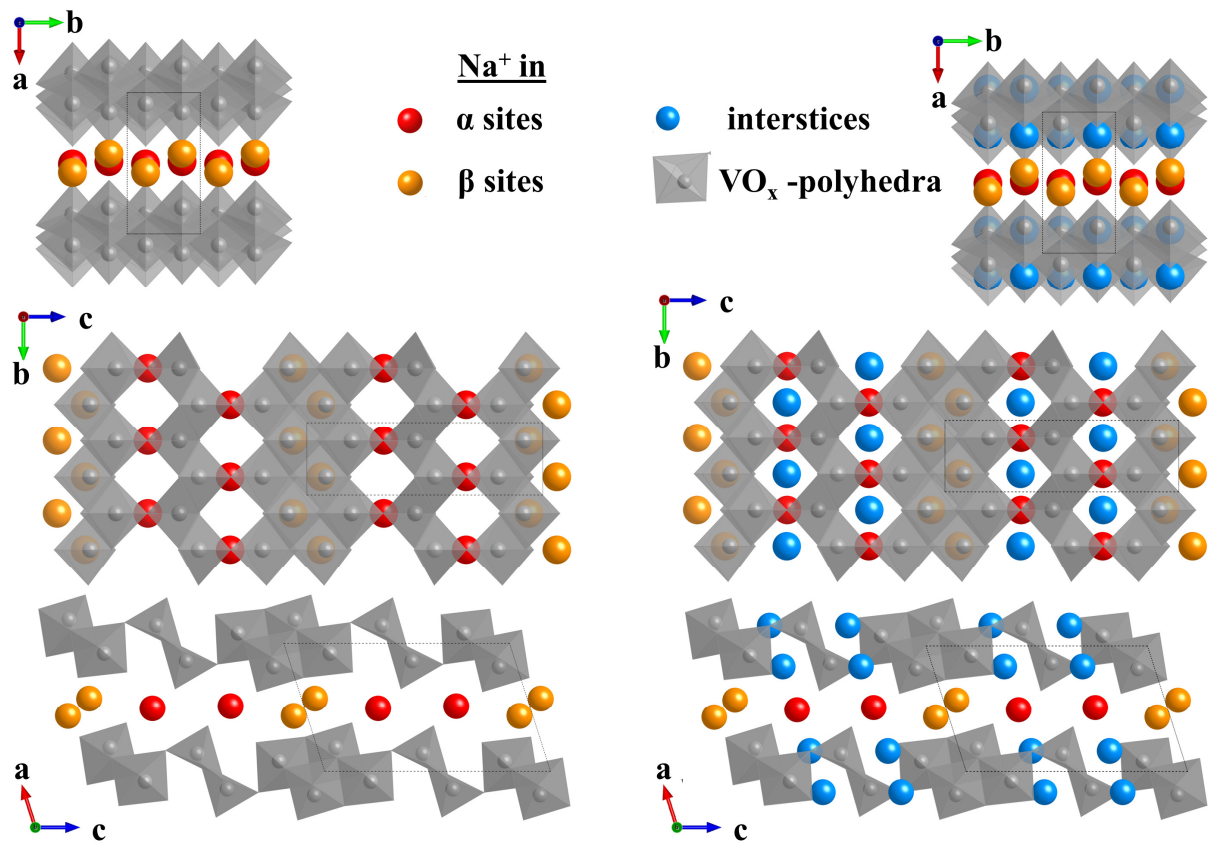 b
a
Na⁺ in
α sites
β sites
interstices
VOₓ -polyhedra
b
a
c
b
c
b
a
c
a
c